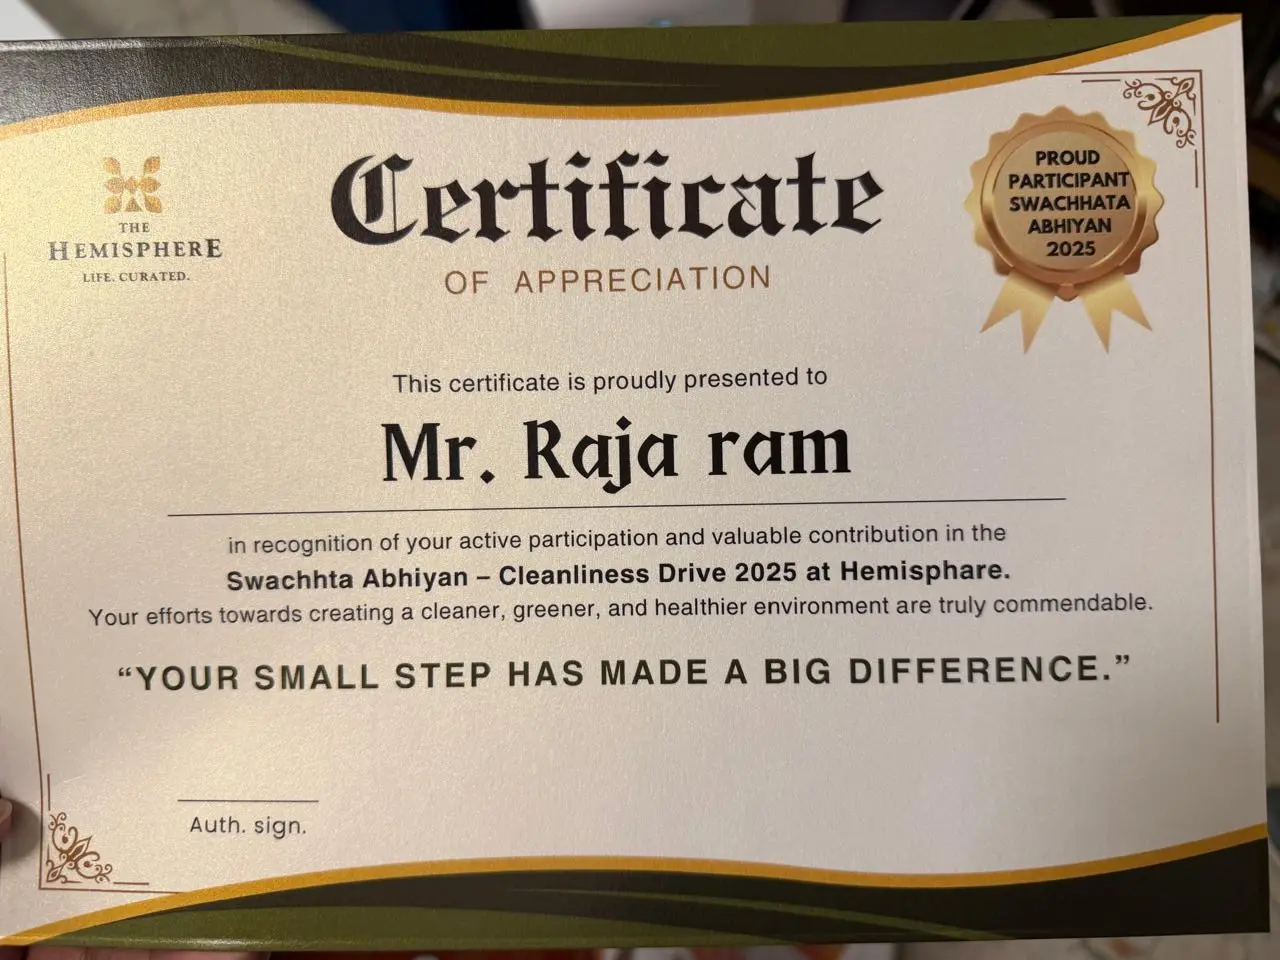 THE
HEMISPHERE
LIFE. CURATED.
Certificate
OF APPRECIATION
PROUD
PARTICIPANT
SWACHHATA
ABHIYAN
2025
This certificate is proudly presented to
Mr. Raja ram
in recognition of your active participation and valuable contribution in the
Swachhta Abhiyan – Cleanliness Drive 2025 at Hemisphare.
Your efforts towards creating a cleaner, greener, and healthier environment are truly commendable.
“YOUR SMALL STEP HAS MADE A BIG DIFFERENCE.”
Auth. sign.